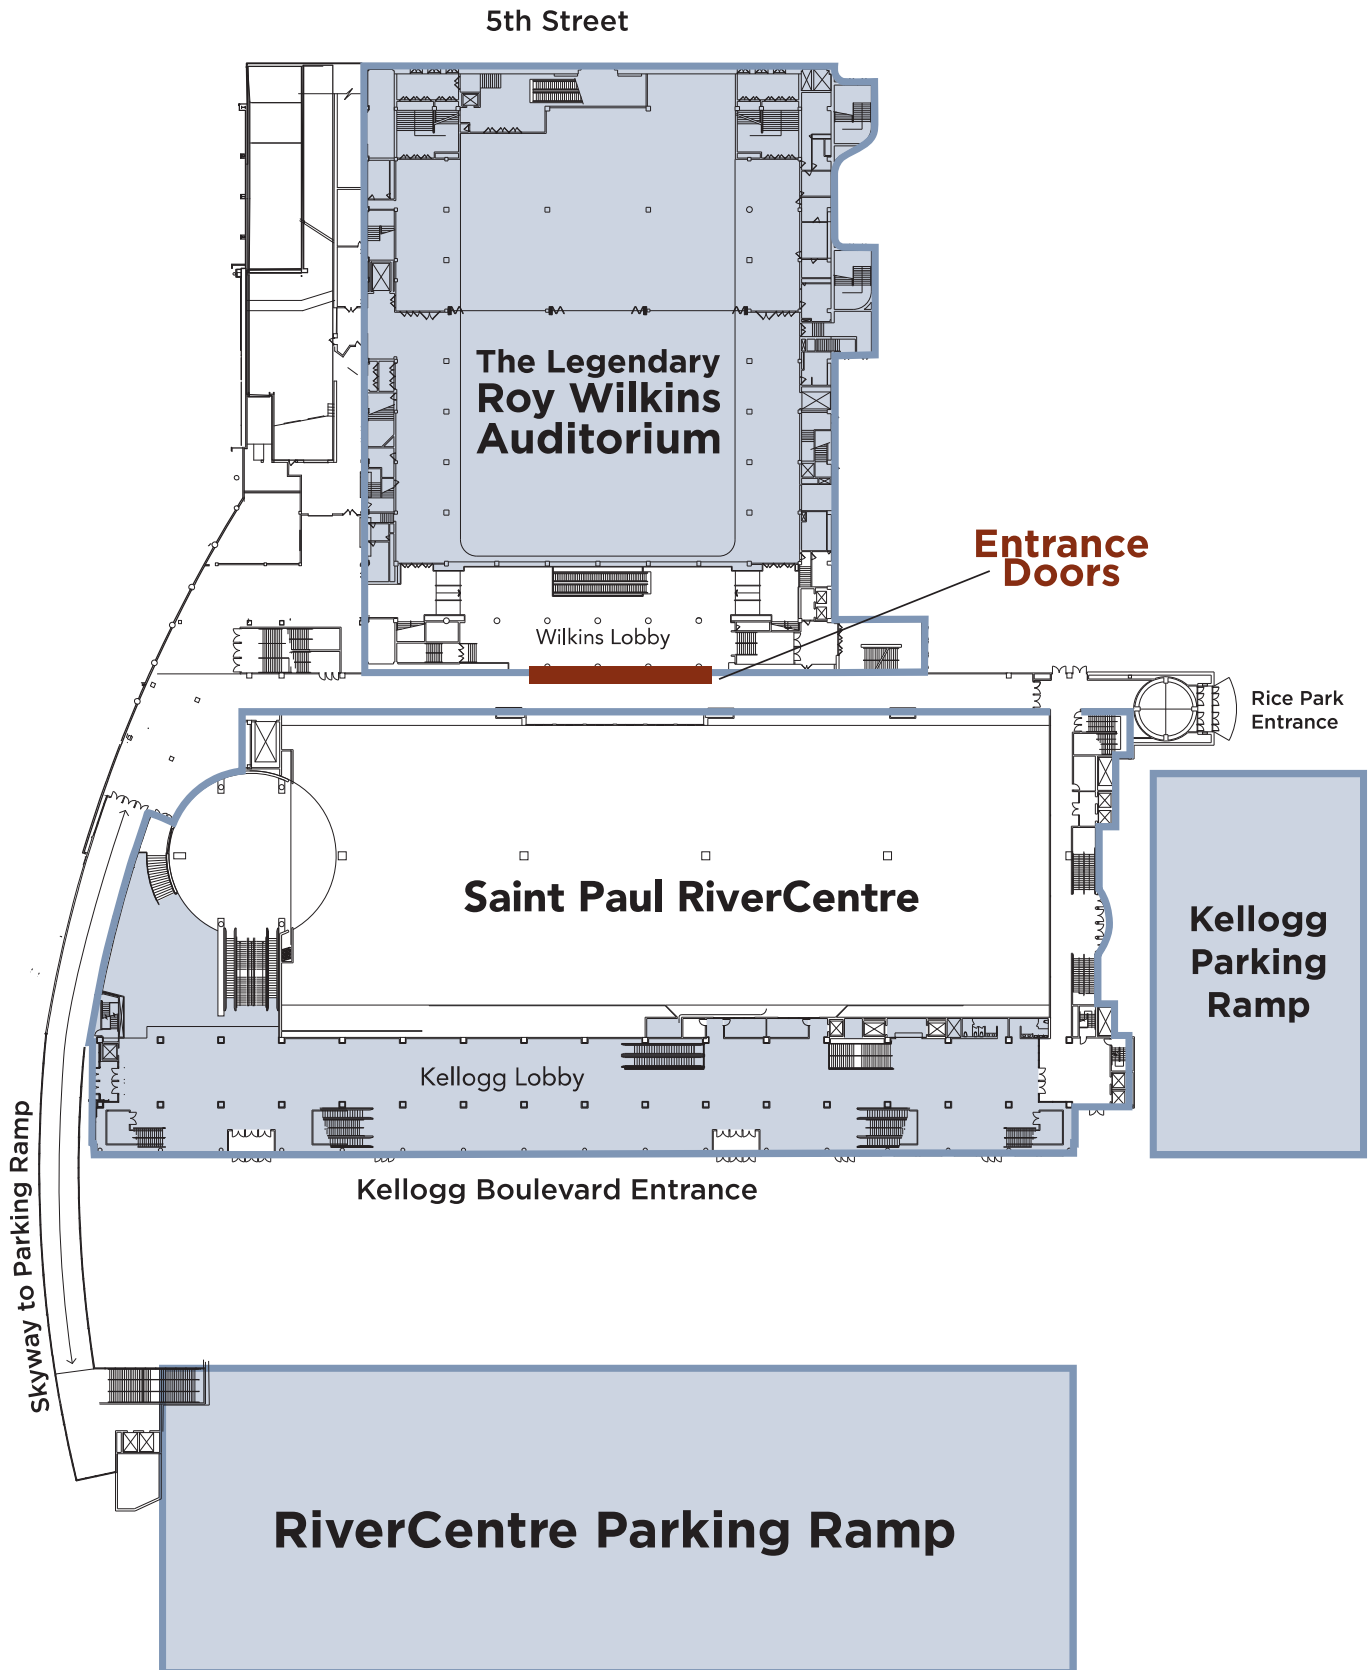 5th Street
The Legendary
Roy Wilkins
Auditorium
Entrance
Doors
Wilkins Lobby
Rice Park
Entrance
Saint Paul RiverCentre
Kellogg
Parking
Ramp
Kellogg Lobby
Kellogg Boulevard Entrance
Skyway to Parking Ramp
RiverCentre Parking Ramp